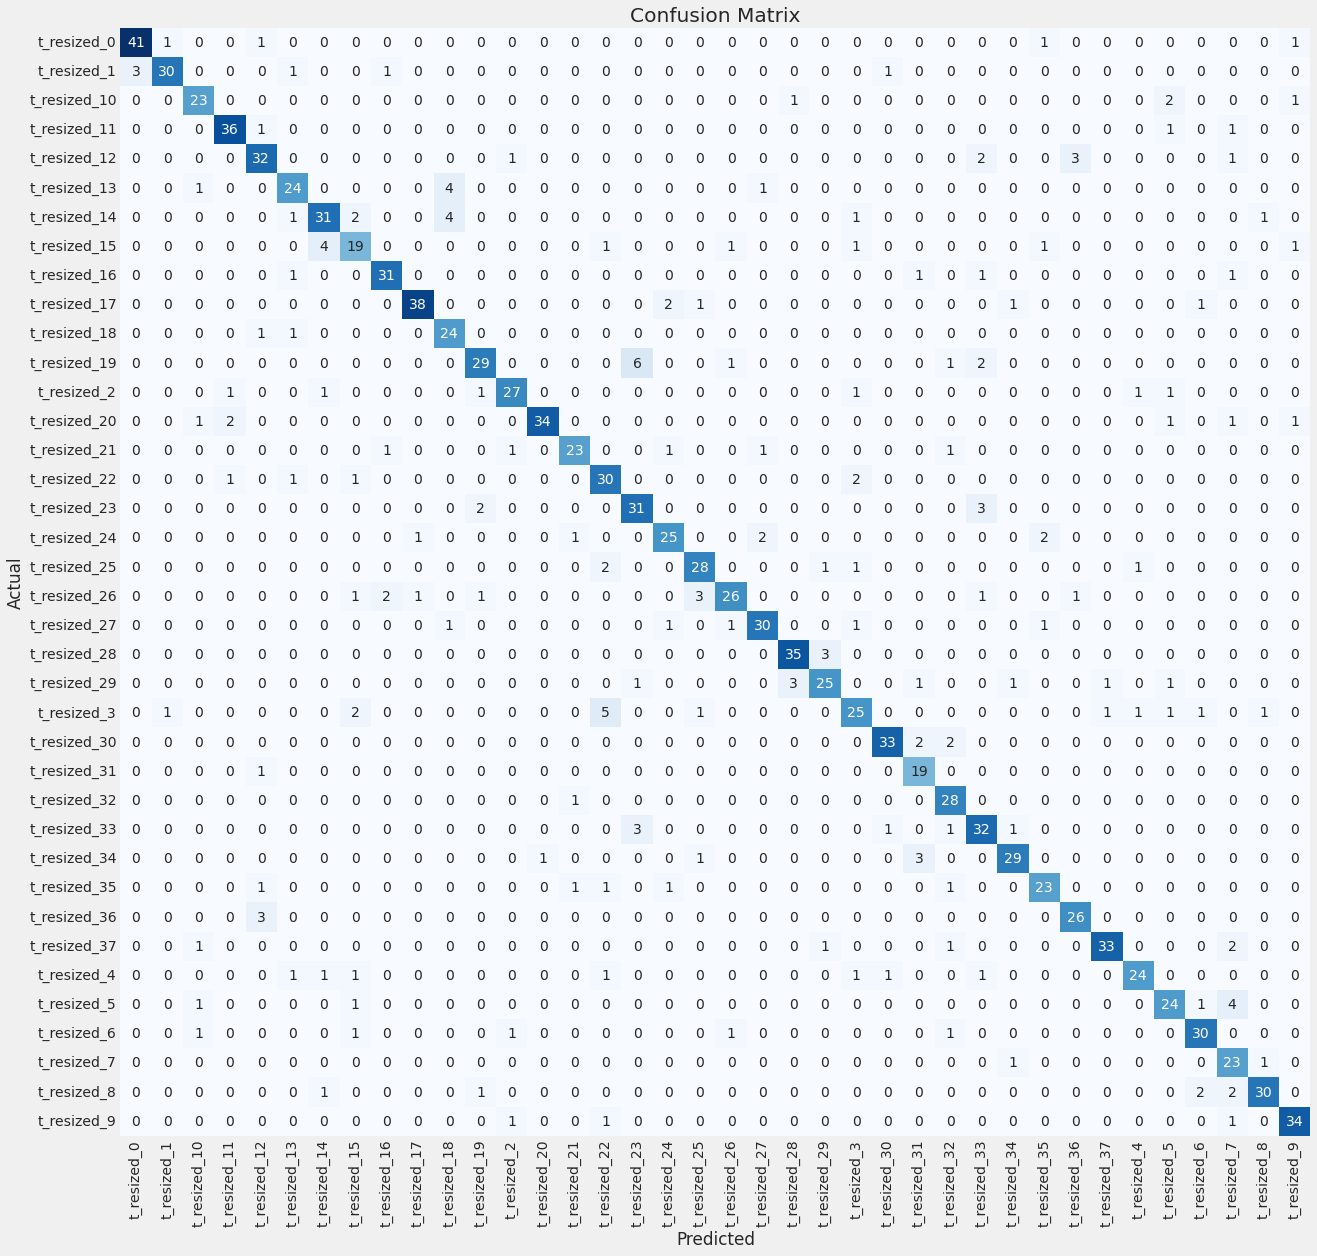 Confusion Matrix
t_resized_0 41 1 0 0 1 0 0 0 0 0 0 0 0 0 0 0 0 0 0 0 0 0 0 0 0 0 0 0 0 1 0 0 0 0 0 0 0 1
t_resized_1 3 30 0 0 0 1 0 0 1 0 0 0 0 0 0 0 0 0 0 0 0 0 0 0 1 0 0 0 0 0 0 0 0 0 0 0 0 0
t_resized_10 0 0 23 0 0 0 0 0 0 0 0 0 0 0 0 0 0 0 0 0 0 1 0 0 0 0 0 0 0 0 0 0 0 2 0 0 0 1
t_resized_11 0 0 0 36 1 0 0 0 0 0 0 0 0 0 0 0 0 0 0 0 0 0 0 0 0 0 0 0 0 0 0 0 0 1 0 1 0 0
t_resized_12 0 0 0 0 32 0 0 0 0 0 0 0 1 0 0 0 0 0 0 0 0 0 0 0 0 0 0 2 0 0 3 0 0 0 0 1 0 0
t_resized_13 0 0 1 0 0 24 0 0 0 0 4 0 0 0 0 0 0 0 0 0 1 0 0 0 0 0 0 0 0 0 0 0 0 0 0 0 0 0
t_resized_14 0 0 0 0 0 1 31 2 0 0 4 0 0 0 0 0 0 0 0 0 0 0 0 1 0 0 0 0 0 0 0 0 0 0 0 0 1 0
t_resized_15 0 0 0 0 0 0 4 19 0 0 0 0 0 0 0 1 0 0 0 1 0 0 0 1 0 0 0 0 0 1 0 0 0 0 0 0 0 1
t_resized_16 0 0 0 0 0 1 0 0 31 0 0 0 0 0 0 0 0 0 0 0 0 0 0 0 0 1 0 1 0 0 0 0 0 0 0 1 0 0
t_resized_17 0 0 0 0 0 0 0 0 0 38 0 0 0 0 0 0 0 2 1 0 0 0 0 0 0 0 0 0 1 0 0 0 0 0 1 0 0 0
t_resized_18 0 0 0 0 1 1 0 0 0 0 24 0 0 0 0 0 0 0 0 0 0 0 0 0 0 0 0 0 0 0 0 0 0 0 0 0 0 0
t_resized_19 0 0 0 0 0 0 0 0 0 0 0 29 0 0 0 0 6 0 0 1 0 0 0 0 0 0 1 2 0 0 0 0 0 0 0 0 0 0
t_resized_2 0 0 0 1 0 0 1 0 0 0 0 1 27 0 0 0 0 0 0 0 0 0 0 1 0 0 0 0 0 0 0 0 1 1 0 0 0 0
t_resized_20 0 0 1 2 0 0 0 0 0 0 0 0 0 34 0 0 0 0 0 0 0 0 0 0 0 0 0 0 0 0 0 0 0 1 0 1 0 1
t_resized_21 0 0 0 0 0 0 0 0 1 0 0 0 1 0 23 0 0 1 0 0 1 0 0 0 0 0 1 0 0 0 0 0 0 0 0 0 0 0
t_resized_22 0 0 0 1 0 1 0 1 0 0 0 0 0 0 0 30 0 0 0 0 0 0 0 2 0 0 0 0 0 0 0 0 0 0 0 0 0 0
t_resized_23 0 0 0 0 0 0 0 0 0 0 0 2 0 0 0 0 31 0 0 0 0 0 0 0 0 0 0 3 0 0 0 0 0 0 0 0 0 0
t_resized_24 0 0 0 0 0 0 0 0 0 1 0 0 0 0 1 0 0 25 0 0 2 0 0 0 0 0 0 0 0 2 0 0 0 0 0 0 0 0
t_resized_25 0 0 0 0 0 0 0 0 0 0 0 0 0 0 0 2 0 0 28 0 0 0 1 1 0 0 0 0 0 0 0 0 1 0 0 0 0 0
t_resized_26 0 0 0 0 0 0 0 1 2 1 0 1 0 0 0 0 0 0 3 26 0 0 0 0 0 0 0 1 0 0 1 0 0 0 0 0 0 0
t_resized_27 0 0 0 0 0 0 0 0 0 0 1 0 0 0 0 0 0 1 0 1 30 0 0 1 0 0 0 0 0 1 0 0 0 0 0 0 0 0
t_resized_28 0 0 0 0 0 0 0 0 0 0 0 0 0 0 0 0 0 0 0 0 0 35 3 0 0 0 0 0 0 0 0 0 0 0 0 0 0 0
t_resized_29 0 0 0 0 0 0 0 0 0 0 0 0 0 0 0 0 1 0 0 0 0 3 25 0 0 1 0 0 1 0 0 1 0 1 0 0 0 0
t_resized_3 0 1 0 0 0 0 0 2 0 0 0 0 0 0 0 5 0 0 1 0 0 0 0 25 0 0 0 0 0 0 0 1 1 1 1 0 1 0
t_resized_30 0 0 0 0 0 0 0 0 0 0 0 0 0 0 0 0 0 0 0 0 0 0 0 0 33 2 2 0 0 0 0 0 0 0 0 0 0 0
t_resized_31 0 0 0 0 1 0 0 0 0 0 0 0 0 0 0 0 0 0 0 0 0 0 0 0 0 19 0 0 0 0 0 0 0 0 0 0 0 0
t_resized_32 0 0 0 0 0 0 0 0 0 0 0 0 0 0 1 0 0 0 0 0 0 0 0 0 0 0 28 0 0 0 0 0 0 0 0 0 0 0
t_resized_33 0 0 0 0 0 0 0 0 0 0 0 0 0 0 0 0 3 0 0 0 0 0 0 0 1 0 1 32 1 0 0 0 0 0 0 0 0 0
t_resized_34 0 0 0 0 0 0 0 0 0 0 0 0 0 1 0 0 0 0 1 0 0 0 0 0 0 3 0 0 29 0 0 0 0 0 0 0 0 0
t_resized_35 0 0 0 0 1 0 0 0 0 0 0 0 0 0 1 1 0 1 0 0 0 0 0 0 0 0 1 0 0 23 0 0 0 0 0 0 0 0
t_resized_36 0 0 0 0 3 0 0 0 0 0 0 0 0 0 0 0 0 0 0 0 0 0 0 0 0 0 0 0 0 0 26 0 0 0 0 0 0 0
t_resized_37 0 0 1 0 0 0 0 0 0 0 0 0 0 0 0 0 0 0 0 0 0 0 1 0 0 0 1 0 0 0 0 33 0 0 0 2 0 0
t_resized_4 0 0 0 0 0 1 1 1 0 0 0 0 0 0 0 1 0 0 0 0 0 0 0 1 1 0 0 1 0 0 0 0 24 0 0 0 0 0
t_resized_5 0 0 1 0 0 0 0 1 0 0 0 0 0 0 0 0 0 0 0 0 0 0 0 0 0 0 0 0 0 0 0 0 0 24 1 4 0 0
t_resized_6 0 0 1 0 0 0 0 1 0 0 0 0 1 0 0 0 0 0 0 1 0 0 0 0 0 0 1 0 0 0 0 0 0 0 30 0 0 0
t_resized_7 0 0 0 0 0 0 0 0 0 0 0 0 0 0 0 0 0 0 0 0 0 0 0 0 0 0 0 0 1 0 0 0 0 0 0 23 1 0
t_resized_8 0 0 0 0 0 0 1 0 0 0 0 1 0 0 0 0 0 0 0 0 0 0 0 0 0 0 0 0 0 0 0 0 0 0 2 2 30 0
t_resized_9 0 0 0 0 0 0 0 0 0 0 0 0 1 0 0 1 0 0 0 0 0 0 0 0 0 0 0 0 0 0 0 0 0 0 0 1 0 34
Actual
t_resized_0 t_resized_1 t_resized_10 t_resized_11 t_resized_12 t_resized_13 t_resized_14 t_resized_15 t_resized_16 t_resized_17 t_resized_18 t_resized_19 t_resized_2 t_resized_20 t_resized_21 t_resized_22 t_resized_23 t_resized_24 t_resized_25 t_resized_26 t_resized_27 t_resized_28 t_resized_29 t_resized_3 t_resized_30 t_resized_31 t_resized_32 t_resized_33 t_resized_34 t_resized_35 t_resized_36 t_resized_37 t_resized_4 t_resized_5 t_resized_6 t_resized_7 t_resized_8 t_resized_9
Predicted